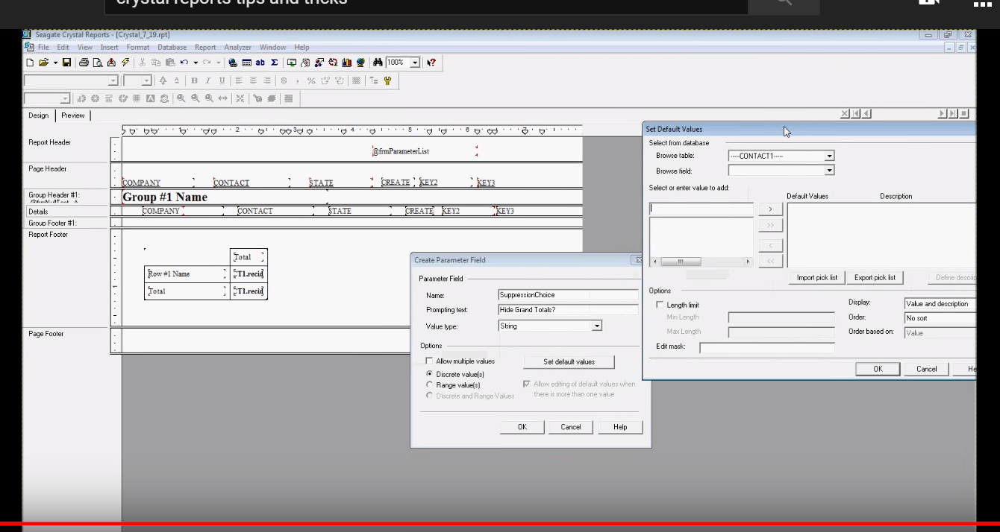 crystal reports tips and tricks
Seagate Crystal Reports - [Crystal_7_19.rpt]
File Edit View Insert Format Database Report Analyzer Window Help
100%
Design Preview
Report Header
@frmParameterList
Page Header
COMPANY CONTACT STATE CREATE KEY2 KEY3
Group Header #1:
Group #1 Name
Details
COMPANY CONTACT STATE CREATE KEY2 KEY3
Group Footer #1:
Report Footer
Total
Row #1 Name T1.recid
Total T1.recid
Page Footer
Create Parameter Field
Parameter Field
Name: SuppressionChoice
Prompting text: Hide Grand Totals?
Value type: String
Options
Allow multiple values
Set default values
Discrete value(s)
Range value(s)
Discrete and Range Values
Allow editing of default values when
there is more than one value
OK Cancel Help
Set Default Values
Select from database
Browse table: ----CONTACT1----
Browse field:
Select or enter value to add:
Default Values Description
>
>>
<
<<
Import pick list Export pick list Define descrip
Options
Length limit
Min Length
Max Length
Edit mask:
Display: Value and description
Order: No sort
Order based on: Value
OK Cancel He